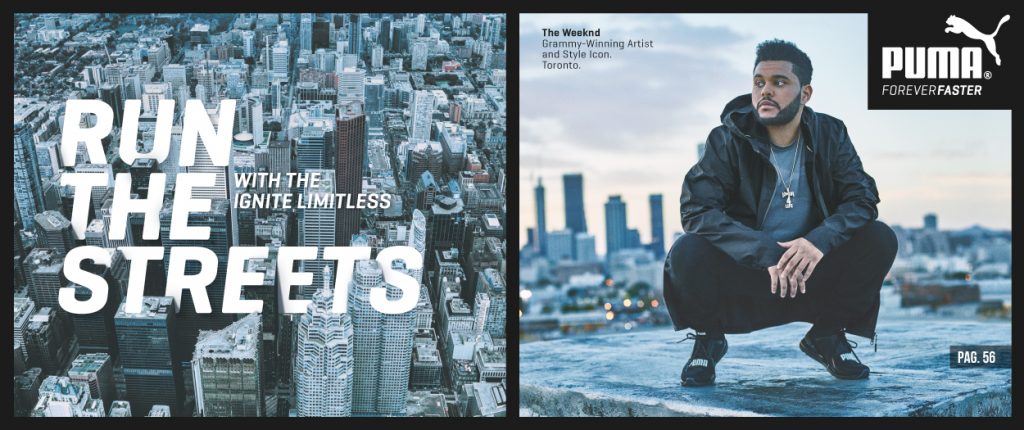 RUN
THE
STREETS
WITH THE
IGNITE LIMITLESS
The Weeknd
Grammy-Winning Artist
and Style Icon.
Toronto.
PUMA®
FOREVERFASTER
PUMA
PAG. 56